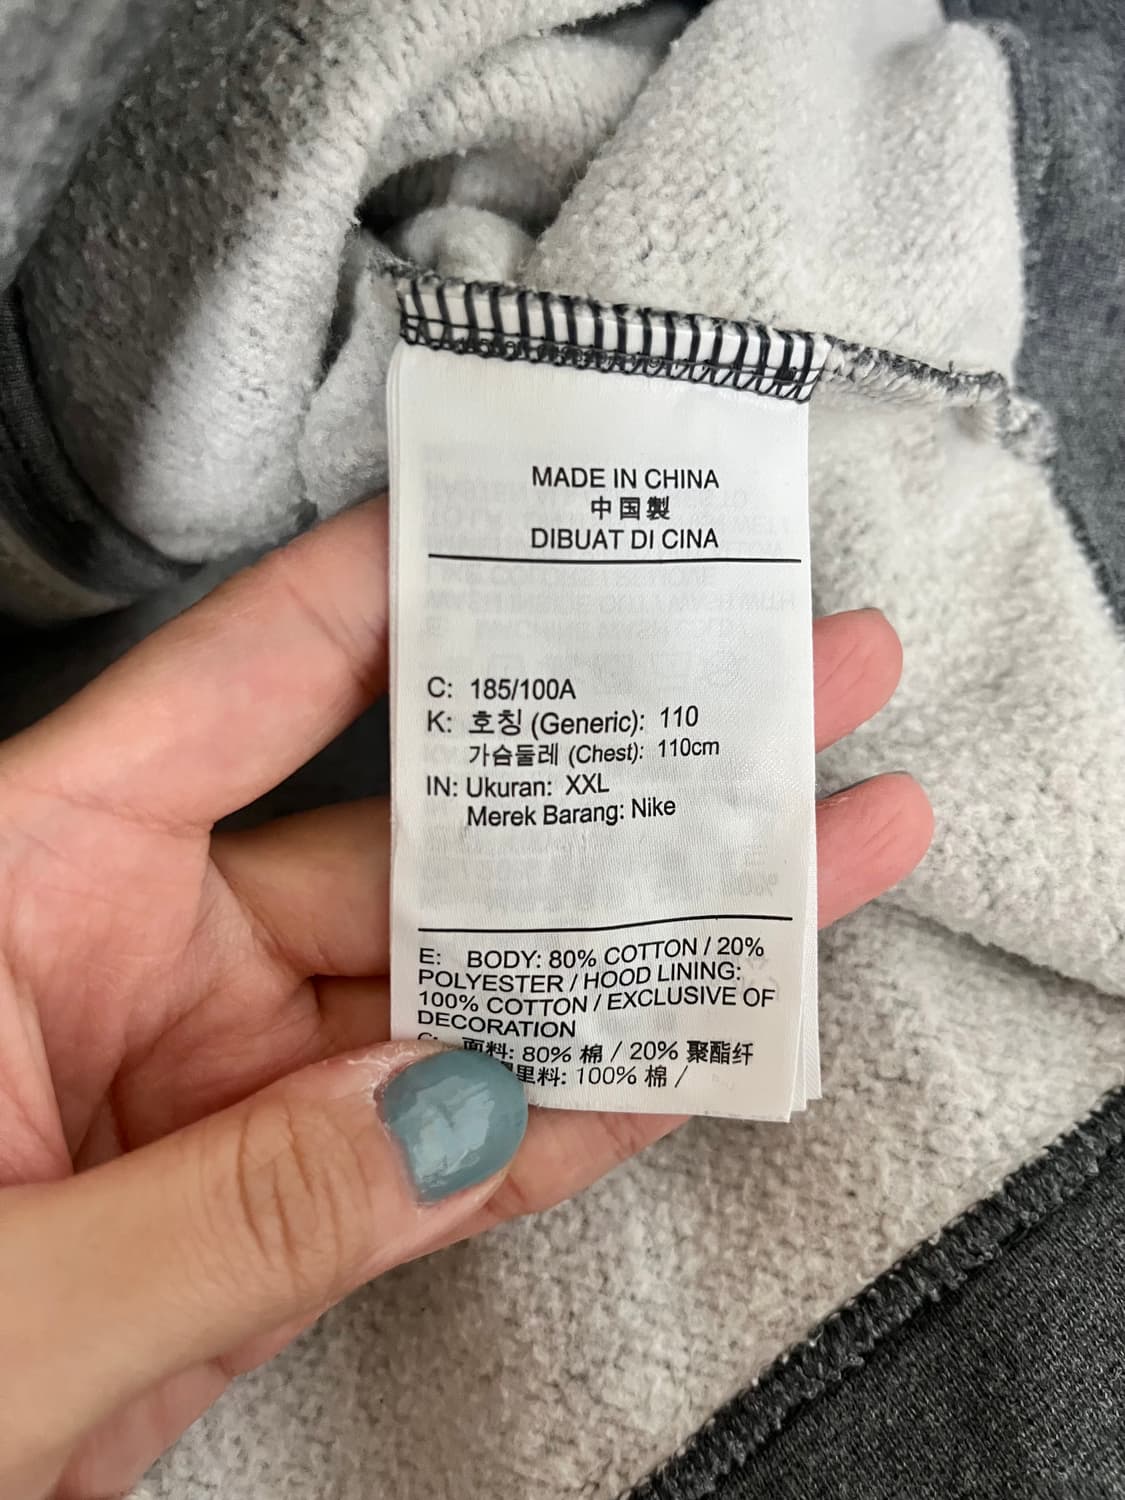 MADE IN CHINA
中国製
DIBUAT DI CINA
C: 185/100A
K: 호칭 (Generic): 110
가슴둘레 (Chest): 110cm
IN: Ukuran: XXL
Merek Barang: Nike
E: BODY: 80% COTTON / 20%
POLYESTER / HOOD LINING:
100% COTTON / EXCLUSIVE OF
DECORATION
面料: 80% 棉 / 20% 聚酯纤
里料: 100% 棉 /